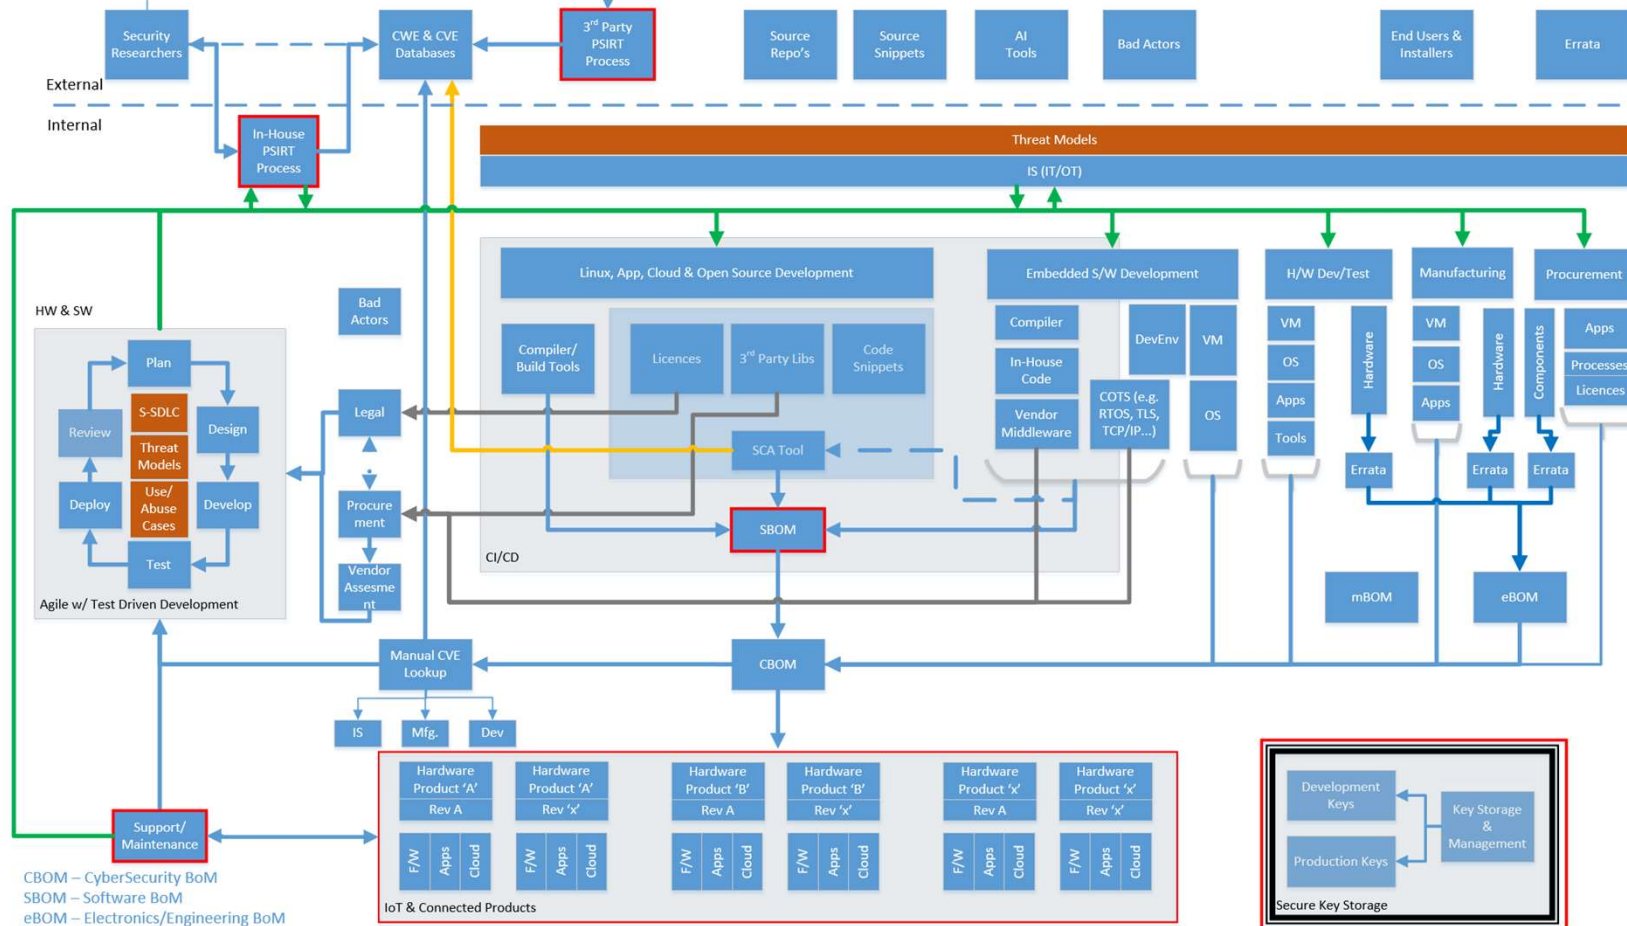 Security
Researchers
CWE & CVE
Databases
3rd Party
PSIRT
Process
Source
Repo's
Source
Snippets
AI
Tools
Bad Actors
End Users &
Installers
Errata
External
Internal
In-House
PSIRT
Process
Threat Models
IS (IT/OT)
Linux, App, Cloud & Open Source Development
Embedded S/W Development
H/W Dev/Test
Manufacturing
Procurement
HW & SW
Bad
Actors
Plan
Design
Develop
Test
Deploy
Review
S-SDLC
Threat
Models
Use/
Abuse
Cases
Agile w/ Test Driven Development
Legal
Procure
ment
Vendor
Assesme
nt
Compiler/
Build Tools
Licences
3rd Party Libs
Code
Snippets
SCA Tool
SBOM
CI/CD
Compiler
In-House
Code
Vendor
Middleware
DevEnv
COTS (e.g.
RTOS, TLS,
TCP/IP...)
VM
OS
VM
OS
Apps
Tools
Hardware
Errata
VM
OS
Apps
Hardware
Errata
Components
Errata
Apps
Processes
Licences
mBOM
eBOM
Manual CVE
Lookup
CBOM
IS
Mfg.
Dev
Hardware
Product 'A'
Rev A
F/W
Apps
Cloud
Hardware
Product 'A'
Rev 'x'
F/W
Apps
Cloud
Hardware
Product 'B'
Rev A
F/W
Apps
Cloud
Hardware
Product 'B'
Rev 'x'
F/W
Apps
Cloud
Hardware
Product 'x'
Rev A
F/W
Apps
Cloud
Hardware
Product 'x'
Rev 'x'
F/W
Apps
Cloud
IoT & Connected Products
Development
Keys
Production Keys
Key Storage
&
Management
Secure Key Storage
Support/
Maintenance
CBOM – CyberSecurity BoM
SBOM – Software BoM
eBOM – Electronics/Engineering BoM